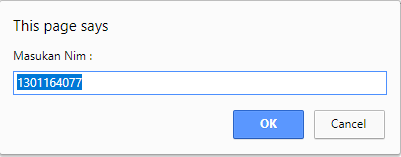 This page says
Masukan Nim :
1301164077
OK
Cancel